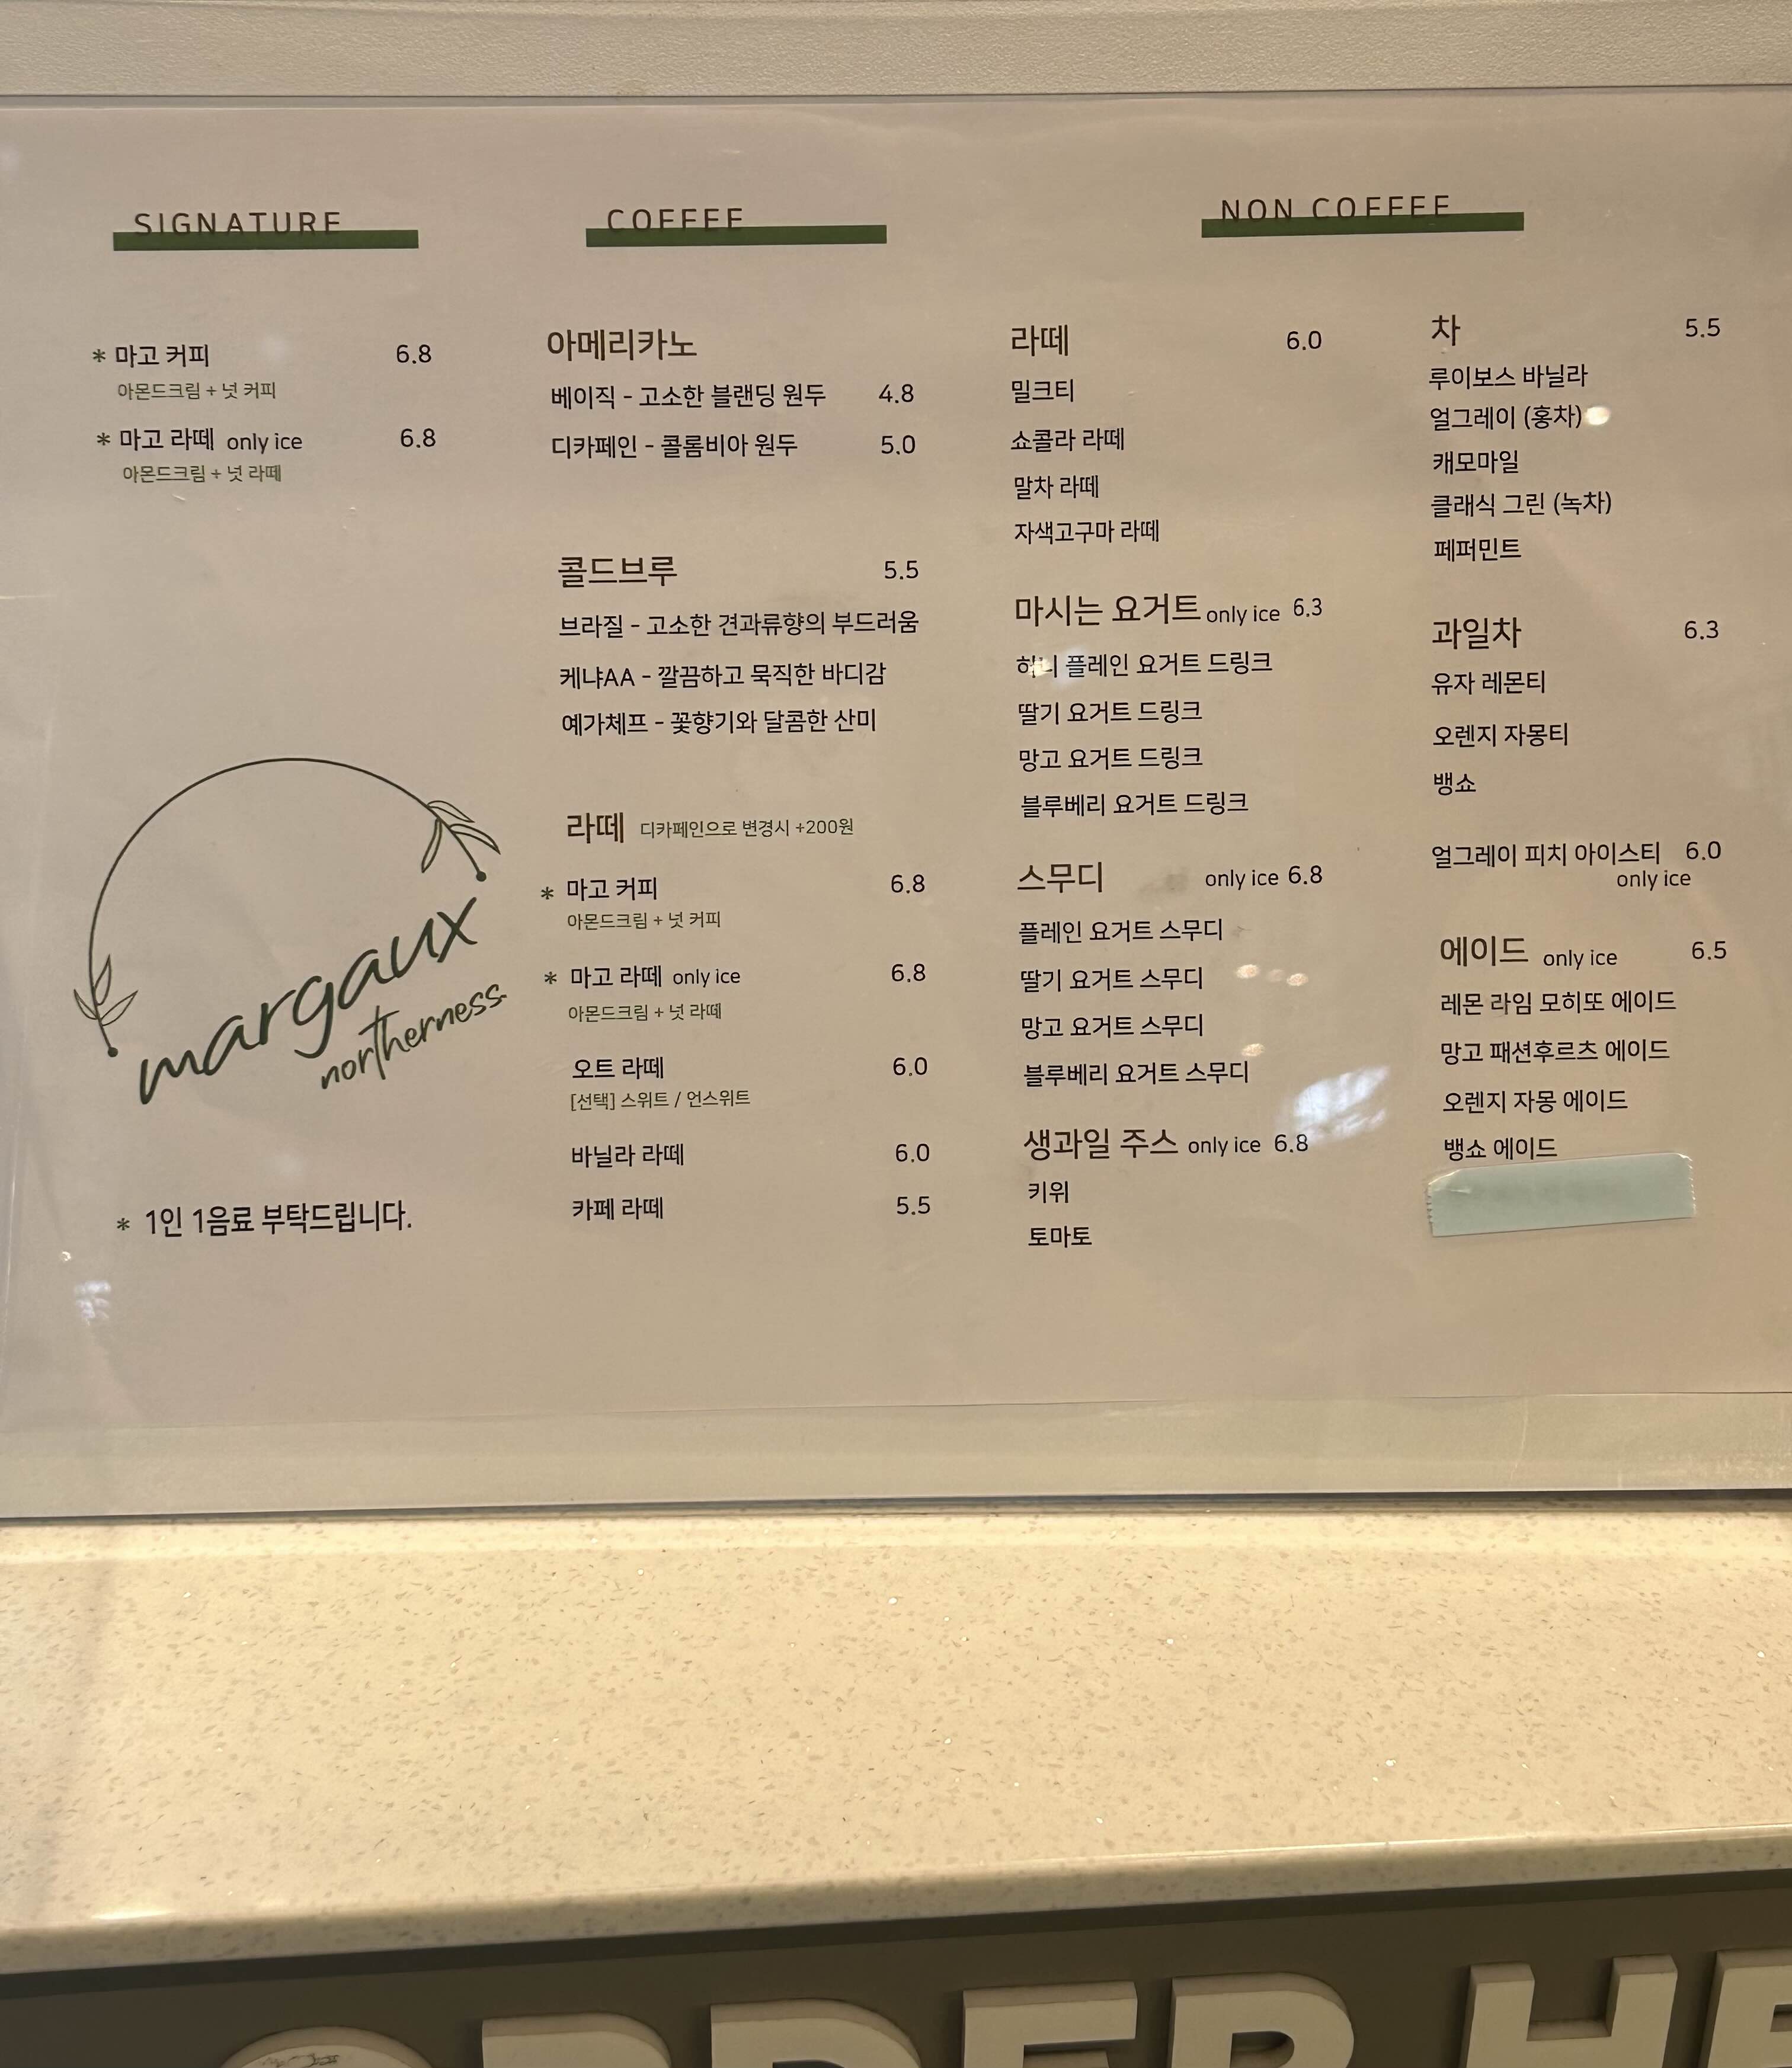 SIGNATURE
* 마고 커피 6.8
아몬드크림 + 넛 커피
* 마고 라떼 only ice 6.8
아몬드크림 + 넛 라떼
margaux
northerness
* 1인 1음료 부탁드립니다.
COFFEE
아메리카노
베이직 - 고소한 블랜딩 원두 4.8
디카페인 - 콜롬비아 원두 5.0
콜드브루 5.5
브라질 - 고소한 견과류향의 부드러움
케냐AA - 깔끔하고 묵직한 바디감
예가체프 - 꽃향기와 달콤한 산미
라떼 디카페인으로 변경시 +200원
* 마고 커피 6.8
아몬드크림 + 넛 커피
* 마고 라떼 only ice 6.8
아몬드크림 + 넛 라떼
오트 라떼 6.0
[선택] 스위트 / 언스위트
바닐라 라떼 6.0
카페 라떼 5.5
NON COFFEE
라떼 6.0
밀크티
쇼콜라 라떼
말차 라떼
자색고구마 라떼
마시는 요거트 only ice 6.3
허니 플레인 요거트 드링크
딸기 요거트 드링크
망고 요거트 드링크
블루베리 요거트 드링크
스무디 only ice 6.8
플레인 요거트 스무디
딸기 요거트 스무디
망고 요거트 스무디
블루베리 요거트 스무디
생과일 주스 only ice 6.8
키위
토마토
차 5.5
루이보스 바닐라
얼그레이 (홍차)
캐모마일
클래식 그린 (녹차)
페퍼민트
과일차 6.3
유자 레몬티
오렌지 자몽티
뱅쇼
얼그레이 피치 아이스티 6.0
only ice
에이드 only ice 6.5
레몬 라임 모히또 에이드
망고 패션후르츠 에이드
오렌지 자몽 에이드
뱅쇼 에이드
ORDER HE